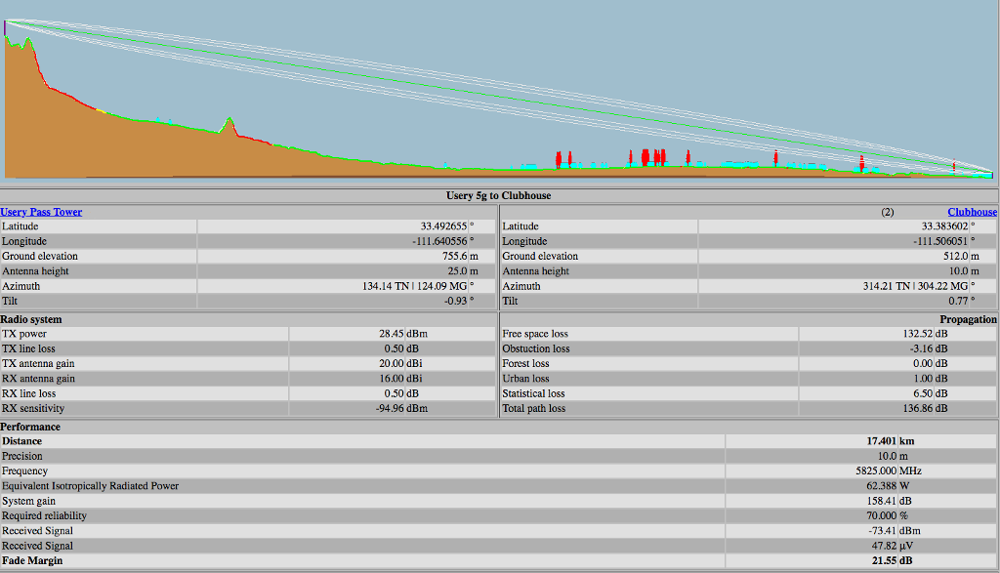 Usery 5g to Clubhouse
Usery Pass Tower
Latitude 33.492655 °
Longitude -111.640556 °
Ground elevation 755.6 m
Antenna height 25.0 m
Azimuth 134.14 TN | 124.09 MG °
Tilt -0.93 °
(2) Clubhouse
Latitude 33.383602 °
Longitude -111.506051 °
Ground elevation 512.0 m
Antenna height 10.0 m
Azimuth 314.21 TN | 304.22 MG °
Tilt 0.77 °
Radio system
TX power 28.45 dBm
TX line loss 0.50 dB
TX antenna gain 20.00 dBi
RX antenna gain 16.00 dBi
RX line loss 0.50 dB
RX sensitivity -94.96 dBm
Propagation
Free space loss 132.52 dB
Obstuction loss -3.16 dB
Forest loss 0.00 dB
Urban loss 1.00 dB
Statistical loss 6.50 dB
Total path loss 136.86 dB
Performance
Distance 17.401 km
Precision 10.0 m
Frequency 5825.000 MHz
Equivalent Isotropically Radiated Power 62.388 W
System gain 158.41 dB
Required reliability 70.000 %
Received Signal -73.41 dBm
Received Signal 47.82 µV
Fade Margin 21.55 dB